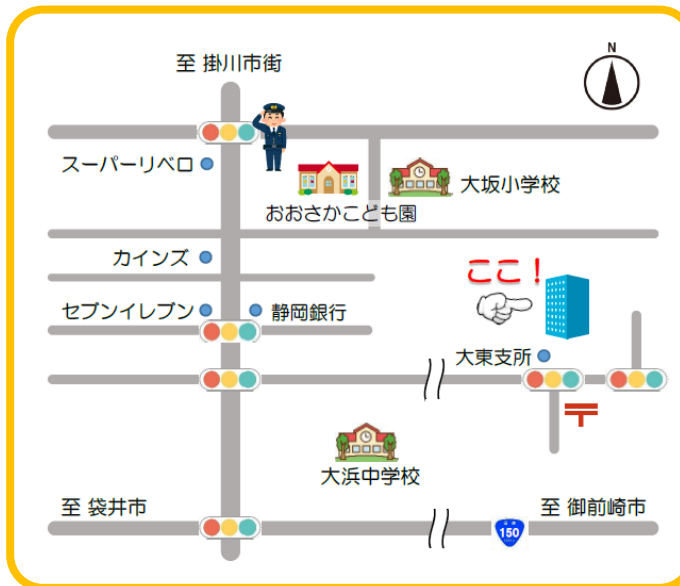 N
至 掛川市街
スーパーリベロ
大坂小学校
おおさかこども園
カインズ
ここ！
セブンイレブン
静岡銀行
大東支所
〒
大浜中学校
至 袋井市
至 御前崎市
150